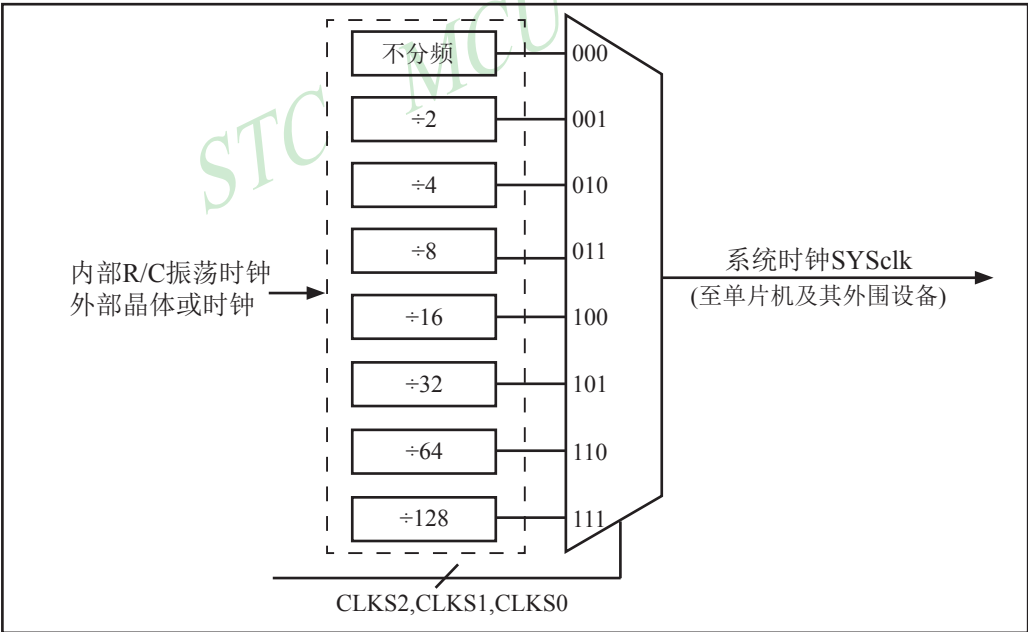 STC MCU
不分频 000
÷2 001
÷4 010
÷8 011
÷16 100
÷32 101
÷64 110
÷128 111
内部R/C振荡时钟
外部晶体或时钟
系统时钟SYSclk
(至单片机及其外围设备)
CLKS2,CLKS1,CLKS0